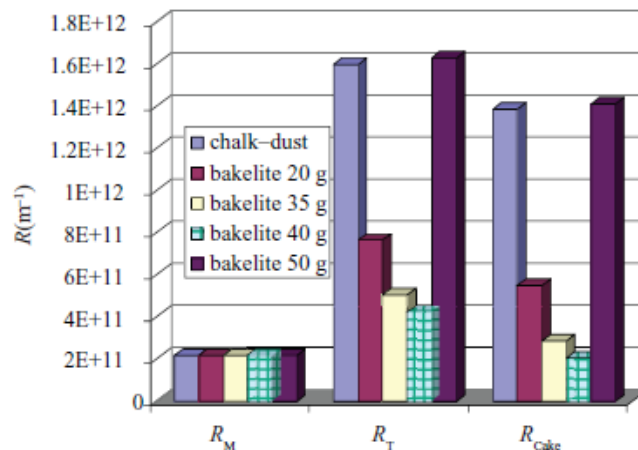 1.8E+12
1.6E+12
1.4E+12
1.2E+12
1E+12
8E+11
6E+11
4E+11
2E+11
0
R(m⁻¹)
chalk–dust
bakelite 20 g
bakelite 35 g
bakelite 40 g
bakelite 50 g
R_M R_T R_Cake